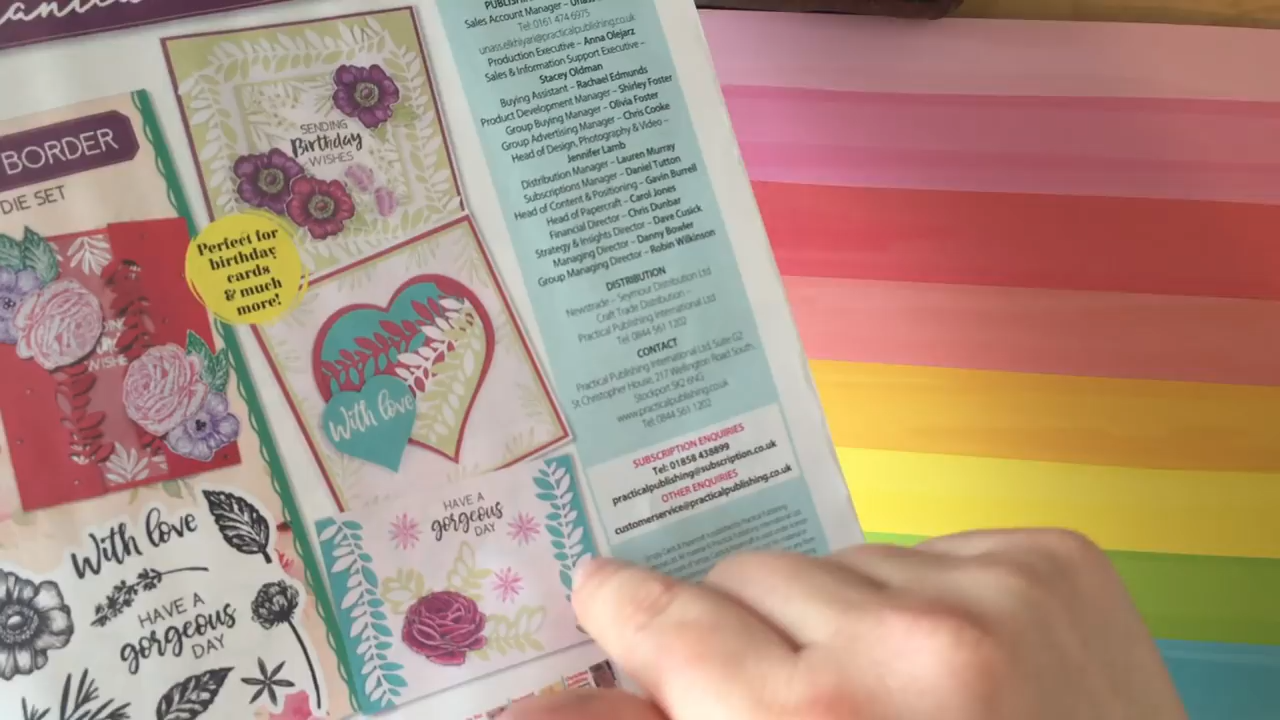 BORDER
DIE SET
Perfect for
birthday
cards
& much
more!
SENDING
Birthday
WISHES
With love
HAVE A
gorgeous
DAY
WISHES
With love
HAVE A
gorgeous
DAY
Sales Account Manager –
Tel: 0161 474 6975
unass.elkhiyari@practicalpublishing.co.uk
Production Executive – Anna Olejarz
Sales & Information Support Executive –
Stacey Oldman
Buying Assistant – Rachael Edmunds
Product Development Manager – Shirley Foster
Group Buying Manager – Olivia Foster
Group Advertising Manager – Chris Cooke
Head of Design, Photography & Video –
Jennifer Lamb
Distribution Manager – Lauren Murray
Subscriptions Manager – Daniel Tutton
Head of Content & Positioning – Gavin Burrell
Head of Papercraft – Carol Jones
Financial Director – Chris Dunbar
Strategy & Insights Director – Dave Cusick
Managing Director – Danny Bowler
Group Managing Director – Robin Wilkinson
DISTRIBUTION
Newstrade – Seymour Distribution Ltd
Craft Trade Distribution –
Practical Publishing International Ltd
Tel: 0844 561 1202
CONTACT
Practical Publishing International Ltd, Suite G2
St Christopher House, 217 Wellington Road South,
Stockport SK2 6NG
www.practicalpublishing.co.uk
Tel: 0844 561 1202
SUBSCRIPTION ENQUIRIES
Tel: 01858 438899
practicalpublishing@subscription.co.uk
OTHER ENQUIRIES
customerservice@practicalpublishing.co.uk